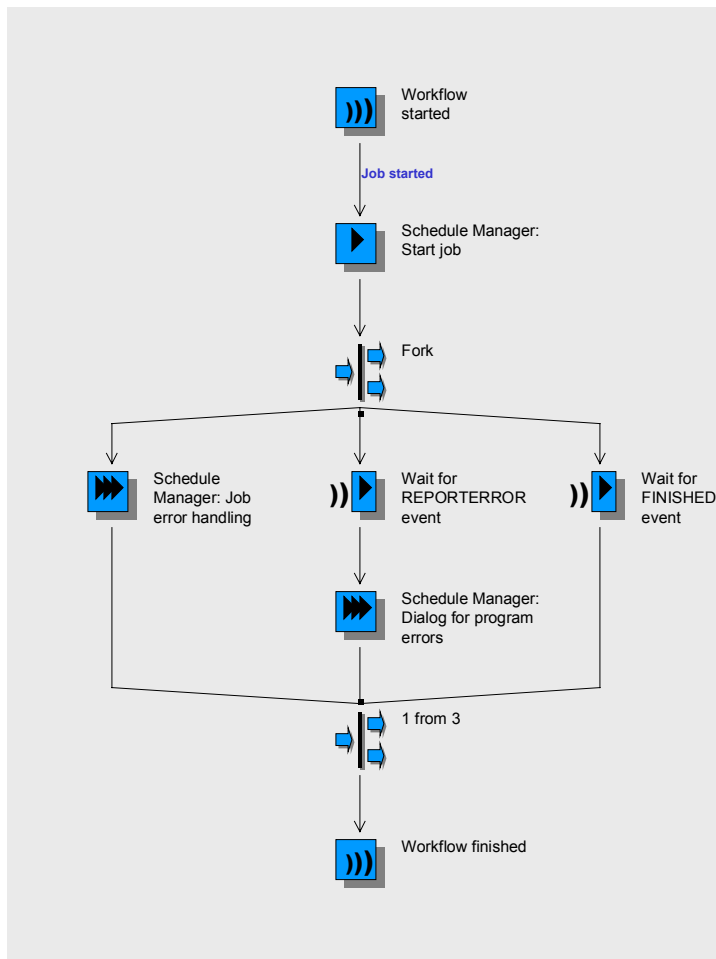 Workflow
started
Job started
Schedule Manager:
Start job
Fork
Schedule
Manager: Job
error handling
Wait for
REPORTERROR
event
Wait for
FINISHED
event
Schedule Manager:
Dialog for program
errors
1 from 3
Workflow finished